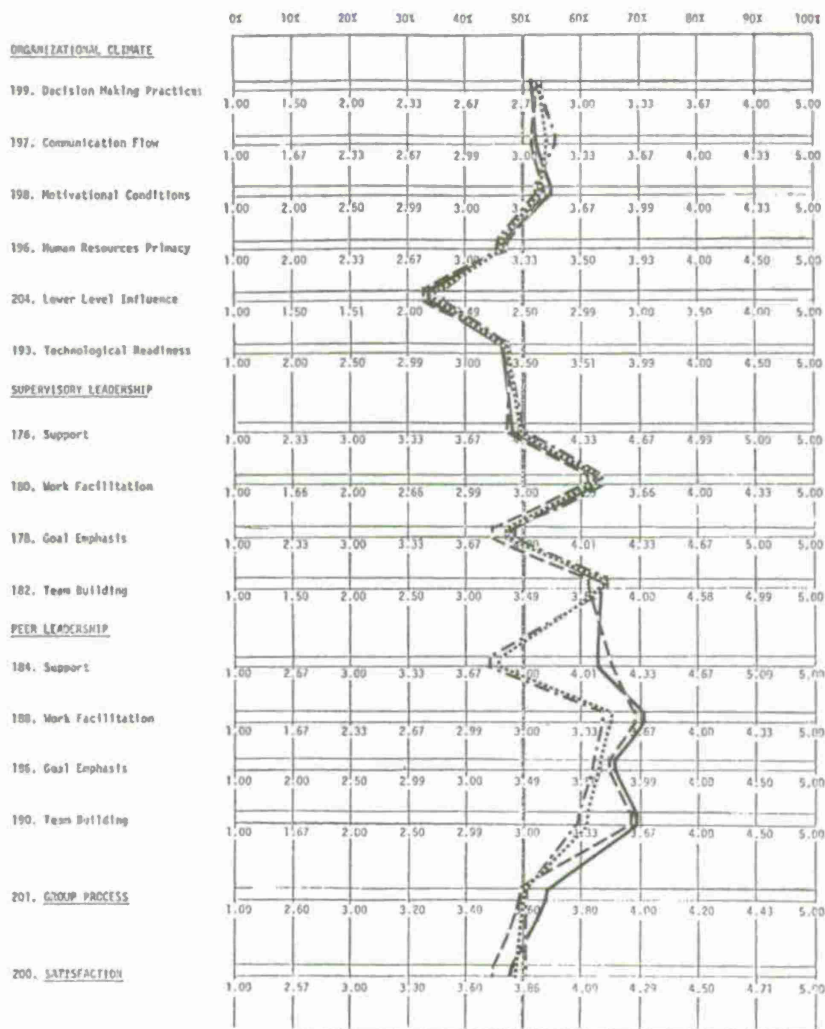 0% 10% 20% 30% 40% 50% 60% 70% 80% 90% 100%
ORGANIZATIONAL CLIMATE
199. Decision Making Practices
1.00 1.50 2.00 2.33 2.67 3.00 3.33 3.67 4.00 5.00
197. Communication Flow
1.00 1.67 2.33 2.67 2.99 3.33 3.67 4.00 4.33 5.00
198. Motivational Conditions
1.00 2.00 2.50 2.99 3.00 3.67 3.99 4.00 4.33 5.00
196. Human Resources Primacy
1.00 2.00 2.33 2.67 3.00 3.33 3.50 3.93 4.00 4.50 5.00
204. Lower Level Influence
1.00 1.50 1.51 2.00 2.49 2.50 2.99 3.00 3.50 4.00 5.00
193. Technological Readiness
1.00 2.00 2.50 2.99 3.00 3.50 3.51 3.99 4.00 4.50 5.00
SUPERVISORY LEADERSHIP
176. Support
1.00 2.00 3.00 3.33 3.67 4.33 4.67 4.99 5.00 5.00
180. Work Facilitation
1.00 1.66 2.00 2.66 2.99 3.00 3.66 4.00 4.33 5.00
178. Goal Emphasis
1.00 2.33 3.00 3.33 3.67 4.01 4.33 4.67 5.00 5.00
182. Team Building
1.00 1.50 2.00 2.50 3.00 3.49 4.00 4.58 4.99 5.00
PEER LEADERSHIP
184. Support
1.00 2.67 3.00 3.33 4.00 4.01 4.33 4.67 5.00 5.00
188. Work Facilitation
1.00 1.67 2.33 2.67 2.99 3.00 3.33 3.67 4.00 4.33 5.00
186. Goal Emphasis
1.00 2.00 2.50 2.99 3.00 3.49 3.99 4.00 4.50 5.00
190. Team Building
1.00 1.67 2.00 2.50 2.99 3.00 3.33 3.67 4.00 4.50 5.00
201. GROUP PROCESS
1.00 2.60 3.00 3.20 3.40 3.80 4.00 4.20 4.43 5.00
200. SATISFACTION
1.00 2.57 3.00 3.86 4.29 4.50 4.71 5.00